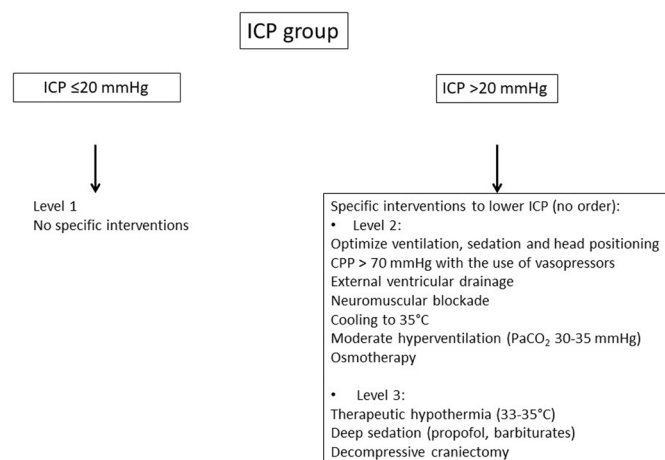 ICP group
ICP ≤20 mmHg
ICP >20 mmHg
Level 1
No specific interventions
Specific interventions to lower ICP (no order):
• Level 2:
Optimize ventilation, sedation and head positioning
CPP > 70 mmHg with the use of vasopressors
External ventricular drainage
Neuromuscular blockade
Cooling to 35°C
Moderate hyperventilation (PaCO₂ 30-35 mmHg)
Osmotherapy
• Level 3:
Therapeutic hypothermia (33-35°C)
Deep sedation (propofol, barbiturates)
Decompressive craniectomy